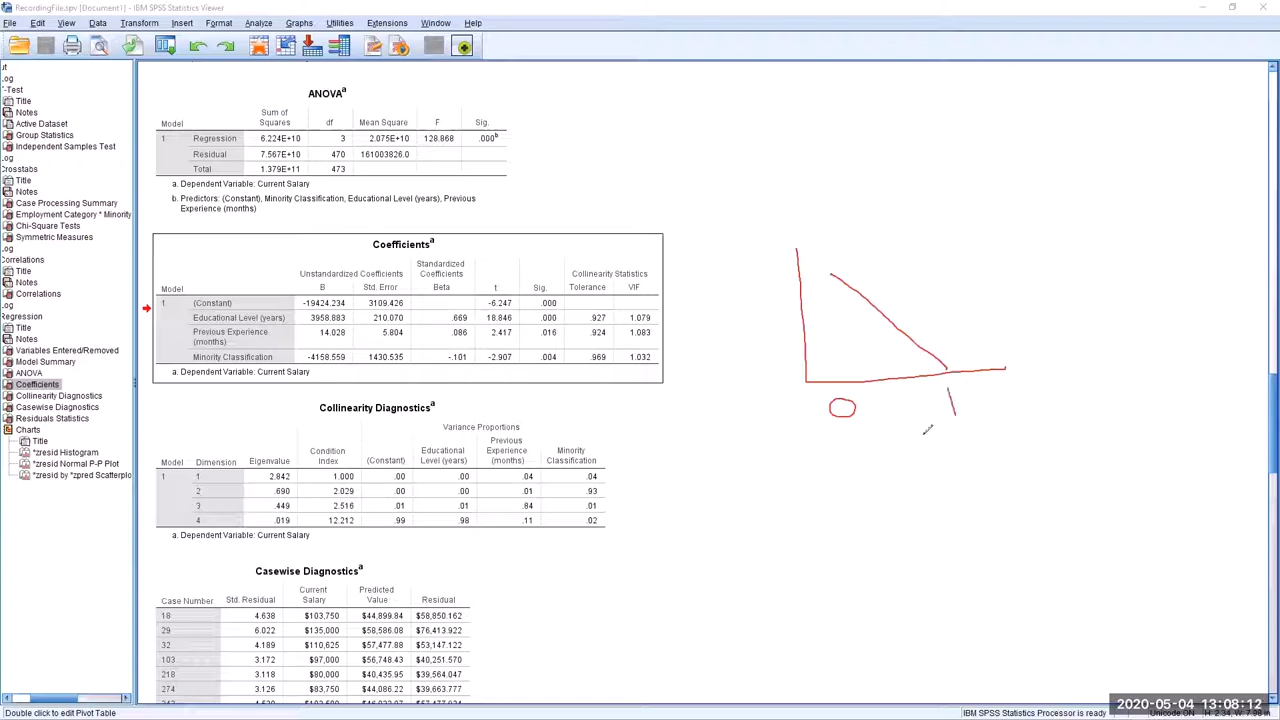 RecordingFile.spv [Document1] - IBM SPSS Statistics Viewer
File Edit View Data Transform Insert Format Analyze Graphs Utilities Extensions Window Help
Log
Title
Notes
Active Dataset
Group Statistics
Independent Samples Test
Title
Notes
Case Processing Summary
Employment Category * Minority
Chi-Square Tests
Symmetric Measures
Title
Notes
Correlations
Title
Notes
Variables Entered/Removed
Model Summary
ANOVA
Coefficients
Collinearity Diagnostics
Casewise Diagnostics
Residuals Statistics
Charts
Title
*zresid Histogram
*zresid Normal P-P Plot
*zresid by *zpred Scatterplo
ANOVAa
Model Sum of Squares df Mean Square F Sig.
1 Regression 6.224E+10 3 2.075E+10 128.868 .000b
Residual 7.567E+10 470 161003826.0
Total 1.379E+11 473
a. Dependent Variable: Current Salary
b. Predictors: (Constant), Minority Classification, Educational Level (years), Previous
Experience (months)
Coefficientsa
Unstandardized Coefficients Standardized Coefficients Collinearity Statistics
Model B Std. Error Beta t Sig. Tolerance VIF
1 (Constant) -19424.234 3109.426 -6.247 .000
Educational Level (years) 3958.883 210.070 .669 18.846 .000 .927 1.079
Previous Experience (months) 14.028 5.804 .086 2.417 .016 .924 1.083
Minority Classification -4158.559 1430.535 -.101 -2.907 .004 .969 1.032
a. Dependent Variable: Current Salary
Collinearity Diagnosticsa
Variance Proportions
Model Dimension Eigenvalue Condition Index (Constant) Educational Level (years) Previous Experience (months) Minority Classification
1 1 2.842 1.000 .00 .00 .04 .04
2 .690 2.029 .00 .00 .01 .93
3 .449 2.516 .01 .01 .84 .01
4 .019 12.212 .99 .98 .11 .02
a. Dependent Variable: Current Salary
Casewise Diagnosticsa
Case Number Std. Residual Current Salary Predicted Value Residual
18 4.638 $103,750 $44,899.84 $58,850.162
29 6.022 $135,000 $58,586.08 $76,413.922
32 4.189 $110,625 $57,477.88 $53,147.122
103 3.172 $97,000 $56,748.43 $40,251.570
218 3.118 $80,000 $40,435.95 $39,564.047
274 3.126 $83,750 $44,086.22 $39,663.777
0 1
Double click to edit Pivot Table
IBM SPSS Statistics Processor is ready
2020-05-04 13:08:12